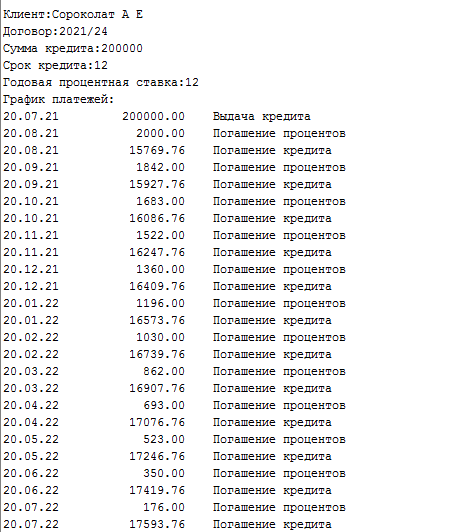 Клиент:Сороколат А Е
Договор:2021/24
Сумма кредита:200000
Срок кредита:12
Годовая процентная ставка:12
График платежей:
20.07.21 200000.00 Выдача кредита
20.08.21 2000.00 Погашение процентов
20.08.21 15769.76 Погашение кредита
20.09.21 1842.00 Погашение процентов
20.09.21 15927.76 Погашение кредита
20.10.21 1683.00 Погашение процентов
20.10.21 16086.76 Погашение кредита
20.11.21 1522.00 Погашение процентов
20.11.21 16247.76 Погашение кредита
20.12.21 1360.00 Погашение процентов
20.12.21 16409.76 Погашение кредита
20.01.22 1196.00 Погашение процентов
20.01.22 16573.76 Погашение кредита
20.02.22 1030.00 Погашение процентов
20.02.22 16739.76 Погашение кредита
20.03.22 862.00 Погашение процентов
20.03.22 16907.76 Погашение кредита
20.04.22 693.00 Погашение процентов
20.04.22 17076.76 Погашение кредита
20.05.22 523.00 Погашение процентов
20.05.22 17246.76 Погашение кредита
20.06.22 350.00 Погашение процентов
20.06.22 17419.76 Погашение кредита
20.07.22 176.00 Погашение процентов
20.07.22 17593.76 Погашение кредита